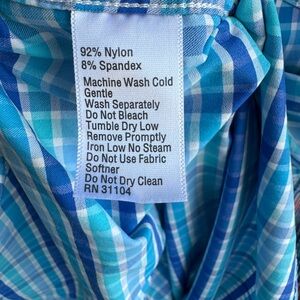 92% Nylon
8% Spandex
Machine Wash Cold
Gentle
Wash Separately
Do Not Bleach
Tumble Dry Low
Remove Promptly
Iron Low No Steam
Do Not Use Fabric
Softner
Do Not Dry Clean
RN 31104